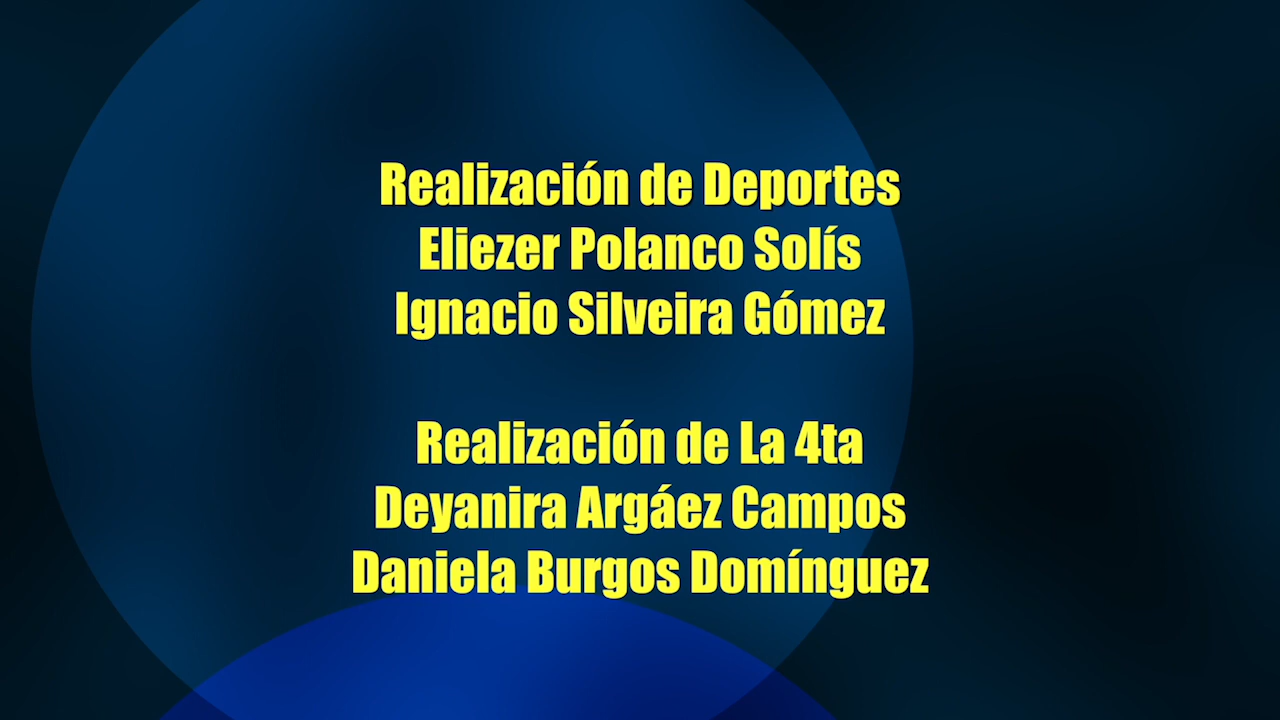 Realización de Deportes
Eliezer Polanco Solís
Ignacio Silveira Gómez
Realización de La 4ta
Deyanira Argáez Campos
Daniela Burgos Domínguez